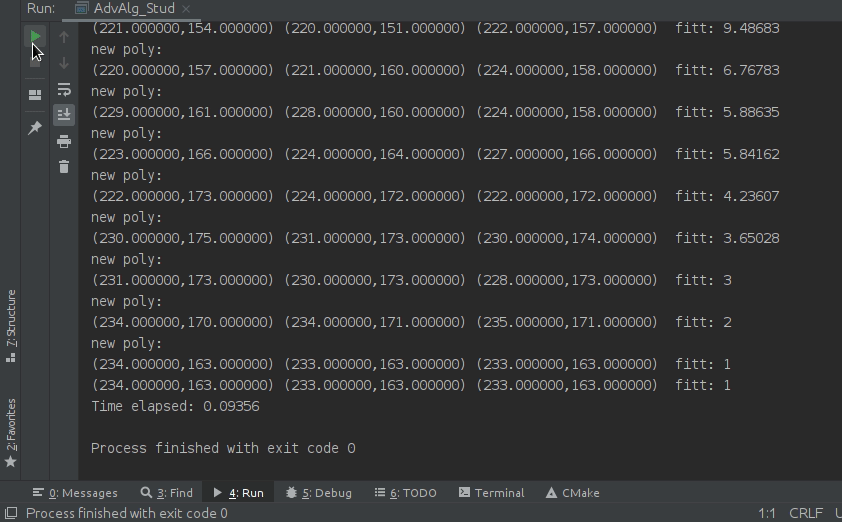 Run: AdvAlg_Stud ×
(221.000000,154.000000) (220.000000,151.000000) (222.000000,157.000000)  fitt: 9.48683
new poly:
(220.000000,157.000000) (221.000000,160.000000) (224.000000,158.000000)  fitt: 6.76783
new poly:
(229.000000,161.000000) (228.000000,160.000000) (224.000000,158.000000)  fitt: 5.88635
new poly:
(223.000000,166.000000) (224.000000,164.000000) (227.000000,166.000000)  fitt: 5.84162
new poly:
(222.000000,173.000000) (224.000000,172.000000) (222.000000,172.000000)  fitt: 4.23607
new poly:
(230.000000,175.000000) (231.000000,173.000000) (230.000000,174.000000)  fitt: 3.65028
new poly:
(231.000000,173.000000) (230.000000,173.000000) (228.000000,173.000000)  fitt: 3
new poly:
(234.000000,170.000000) (234.000000,171.000000) (235.000000,171.000000)  fitt: 2
new poly:
(234.000000,163.000000) (233.000000,163.000000) (233.000000,163.000000)  fitt: 1
(234.000000,163.000000) (233.000000,163.000000) (233.000000,163.000000)  fitt: 1
Time elapsed: 0.09356
Process finished with exit code 0
7: Structure
2: Favorites
0: Messages 3: Find 4: Run 5: Debug 6: TODO Terminal CMake
Process finished with exit code 0 1:1 CRLF